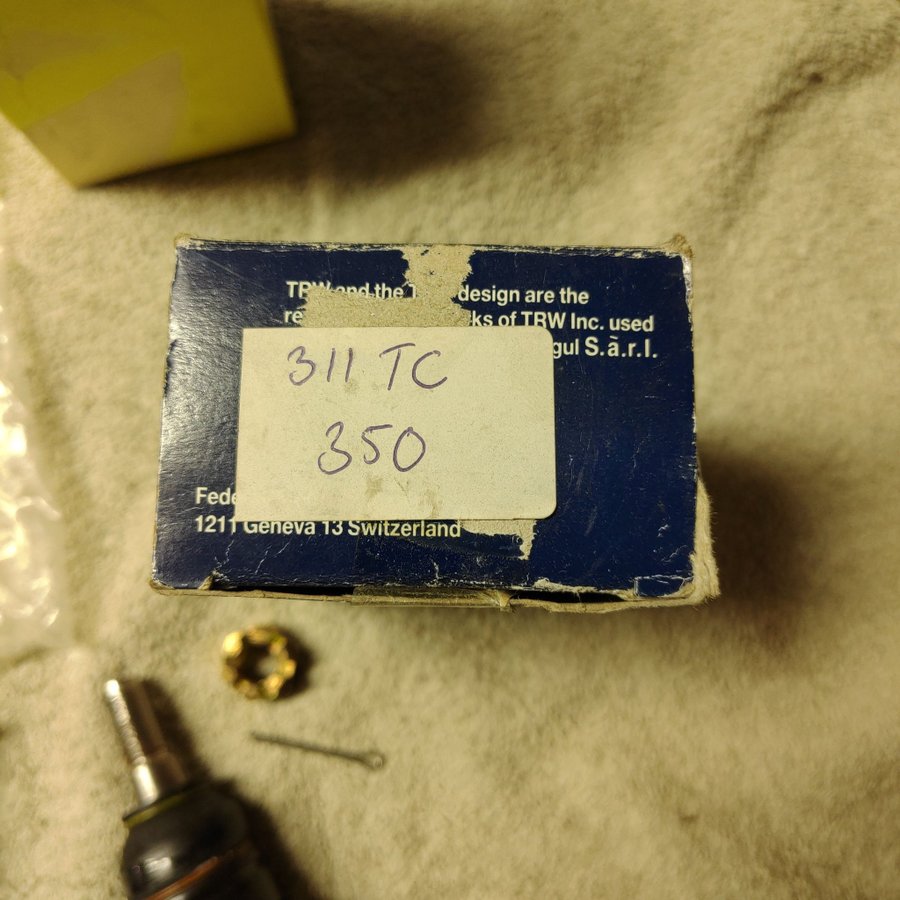 TRW and the design are the
ks of TRW Inc. used
gul S.à.r.l.
311 TC
350
Fede
1211 Geneva 13 Switzerland